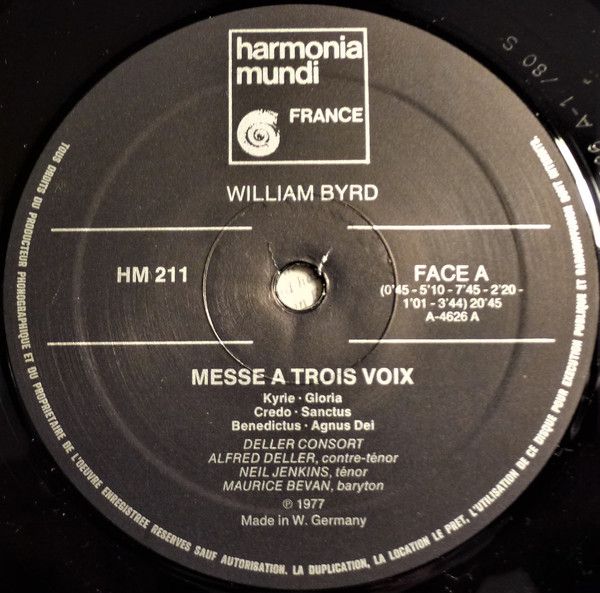 harmonia
mundi
FRANCE
WILLIAM BYRD
HM 211
FACE A
(0'45 - 5'10 - 7'45 - 2'20 -
1'01 - 3'44) 20'45
A-4626 A
MESSE A TROIS VOIX
Kyrie · Gloria
Credo · Sanctus
Benedictus · Agnus Dei
DELLER CONSORT
ALFRED DELLER, contre-ténor
NEIL JENKINS, ténor
MAURICE BEVAN, baryton
℗ 1977
Made in W. Germany
TOUS DROITS DU PRODUCTEUR PHONOGRAPHIQUE ET DU PROPRIETAIRE DE L'OEUVRE ENREGISTREE RESERVES SAUF AUTORISATION. LA DUPLICATION, LA LOCATION LE PRET, L'UTILISATION DE CE DISQUE POUR EXECUTION PUBLIQUE ET RADIODIFFUSION SONT INTERDITS.
26 A-1 /80 S